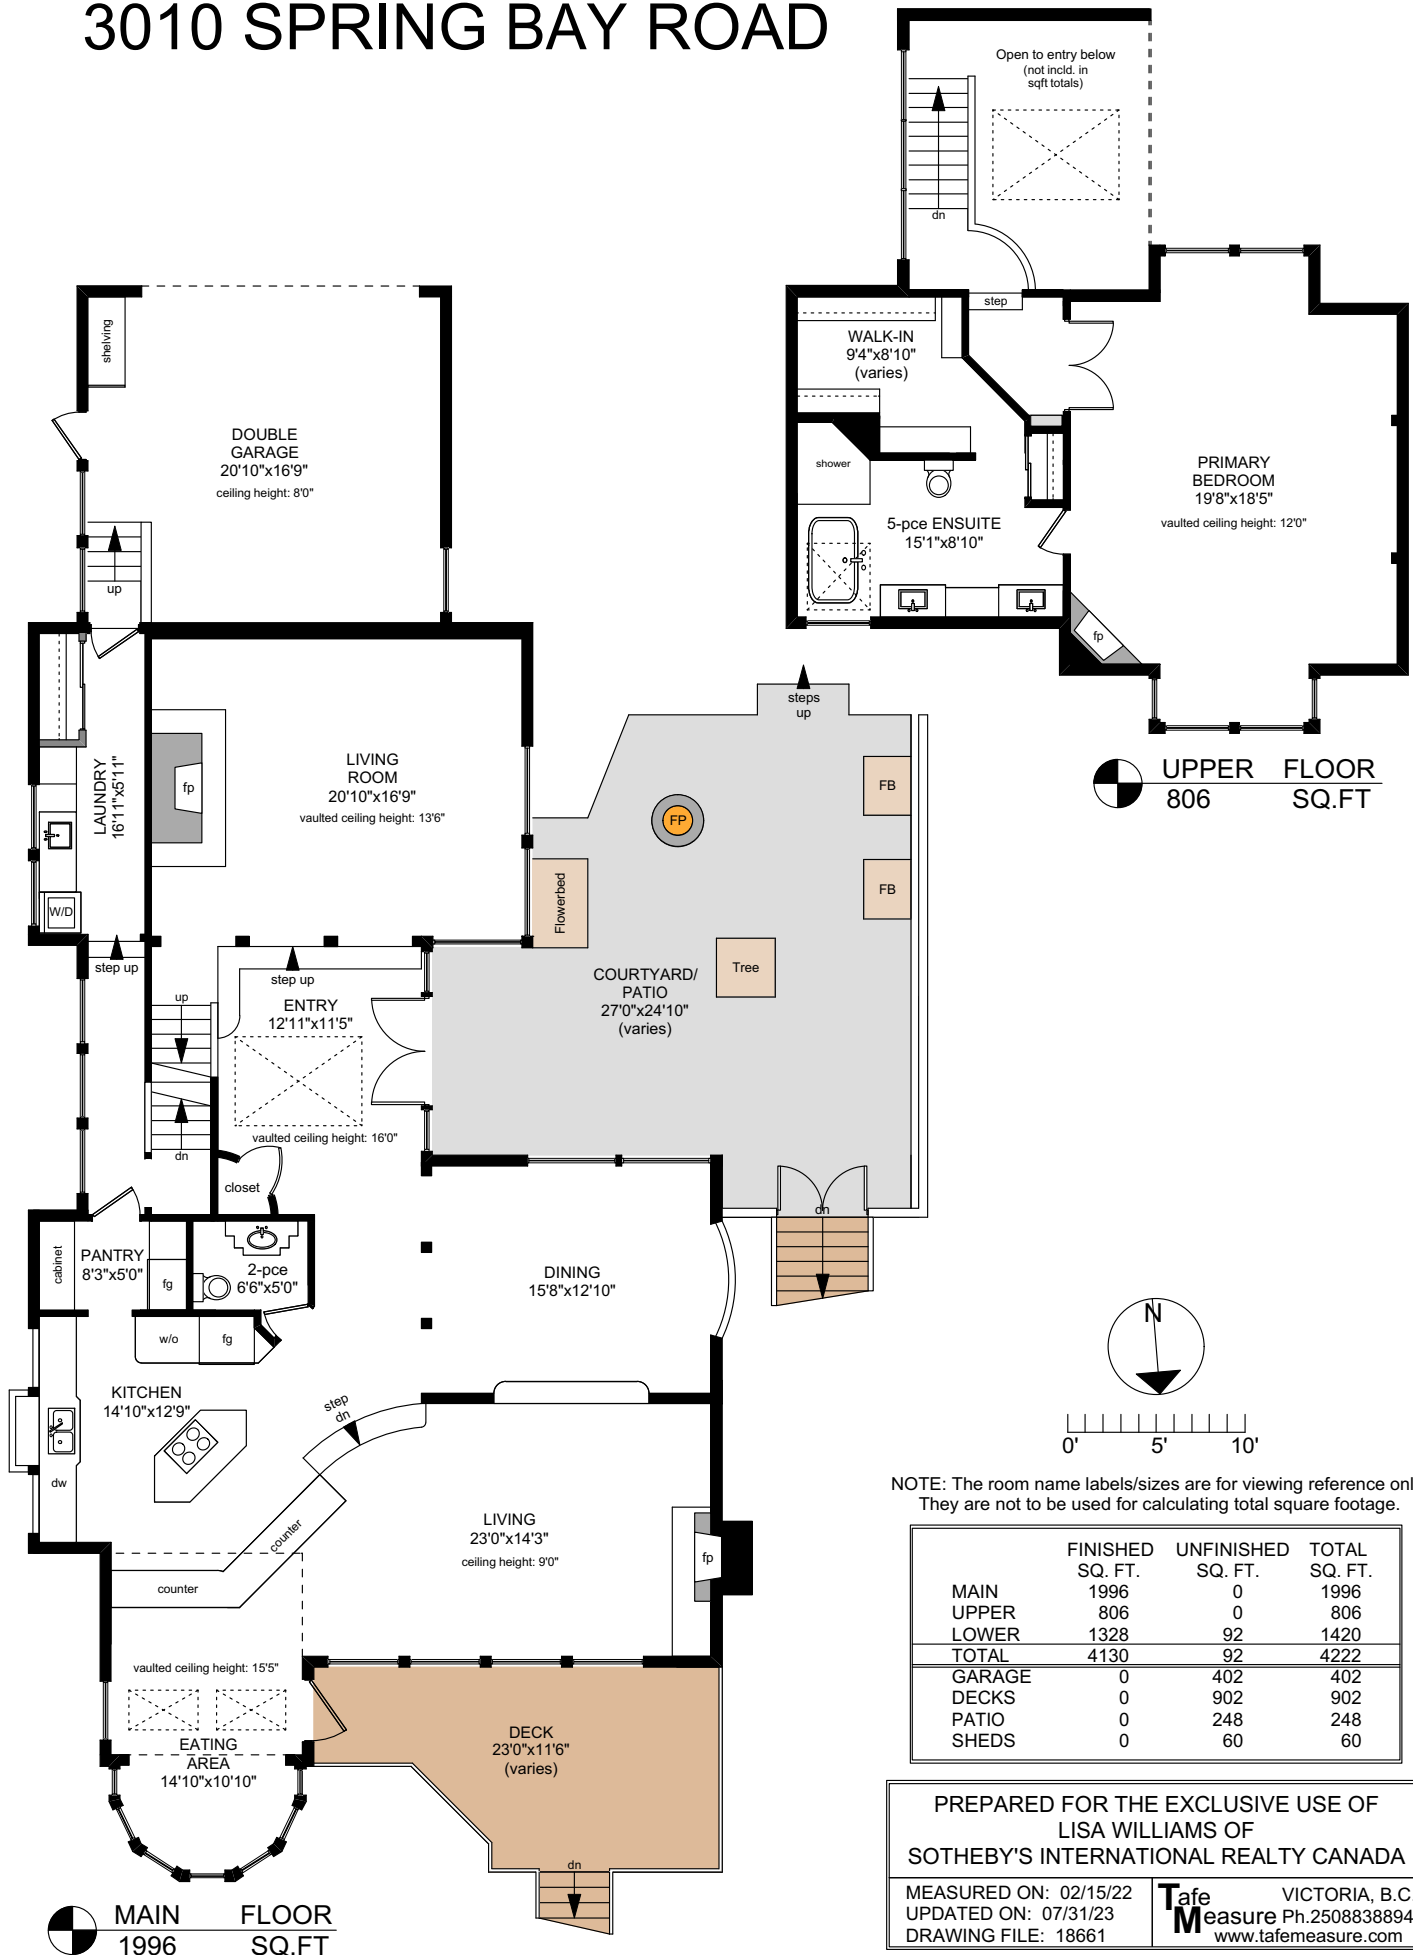 3010 SPRING BAY ROAD
Open to entry below
(not incld. in
sqft totals)
dn
step
WALK-IN
9'4"x8'10"
(varies)
shower
5-pce ENSUITE
15'1"x8'10"
PRIMARY
BEDROOM
19'8"x18'5"
vaulted ceiling height: 12'0"
fp
UPPER FLOOR
806 SQ.FT
shelving
DOUBLE
GARAGE
20'10"x16'9"
ceiling height: 8'0"
up
LAUNDRY
16'11"x5'11"
W/D
step up
fp
LIVING
ROOM
20'10"x16'9"
vaulted ceiling height: 13'6"
steps
up
FP
FB
FB
Flowerbed
Tree
COURTYARD/
PATIO
27'0"x24'10"
(varies)
dn
step up
ENTRY
12'11"x11'5"
vaulted ceiling height: 16'0"
up
dn
closet
cabinet
PANTRY
8'3"x5'0"
fg
2-pce
6'6"x5'0"
w/o
fg
DINING
15'8"x12'10"
KITCHEN
14'10"x12'9"
dw
step
dn
counter
counter
LIVING
23'0"x14'3"
ceiling height: 9'0"
fp
vaulted ceiling height: 15'5"
EATING
AREA
14'10"x10'10"
DECK
23'0"x11'6"
(varies)
dn
MAIN FLOOR
1996 SQ.FT
N
0' 5' 10'
NOTE: The room name labels/sizes are for viewing reference onl
They are not to be used for calculating total square footage.
FINISHED UNFINISHED TOTAL
SQ. FT. SQ. FT. SQ. FT.
MAIN 1996 0 1996
UPPER 806 0 806
LOWER 1328 92 1420
TOTAL 4130 92 4222
GARAGE 0 402 402
DECKS 0 902 902
PATIO 0 248 248
SHEDS 0 60 60
PREPARED FOR THE EXCLUSIVE USE OF
LISA WILLIAMS OF
SOTHEBY'S INTERNATIONAL REALTY CANADA
MEASURED ON: 02/15/22
UPDATED ON: 07/31/23
DRAWING FILE: 18661
Tafe Measure
VICTORIA, B.C
Ph.2508838894
www.tafemeasure.com